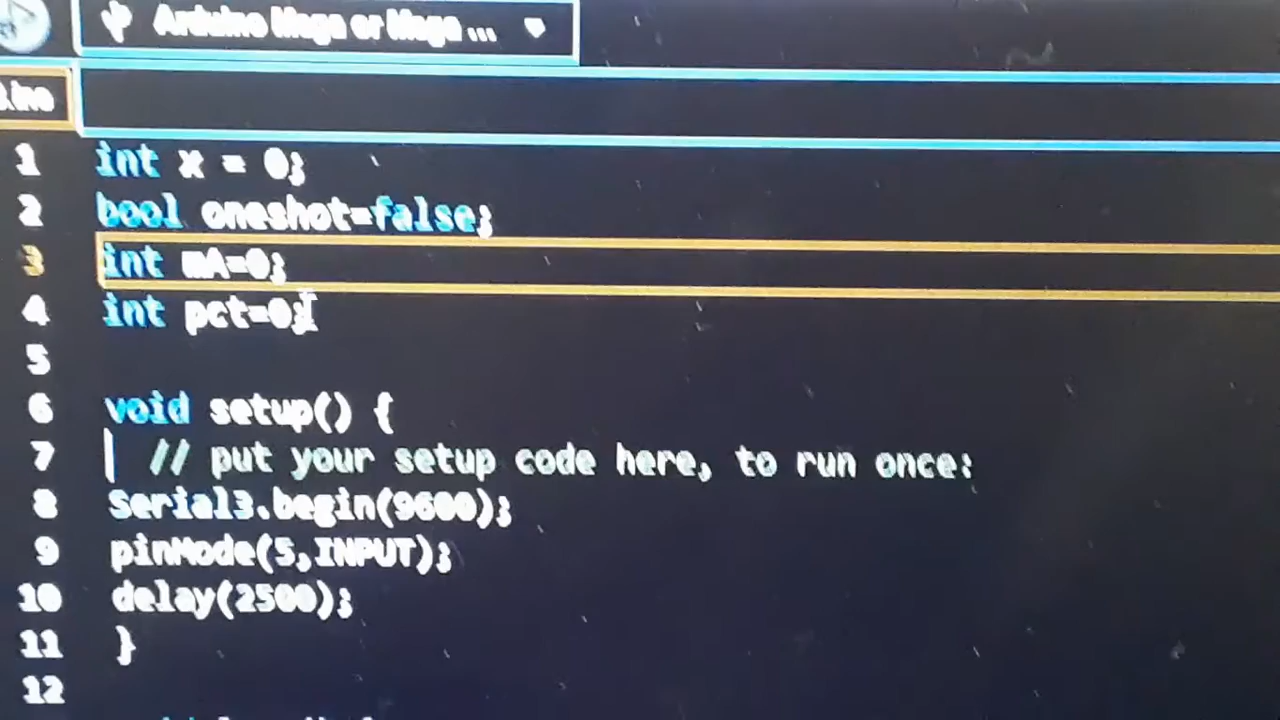 Arduino Mega or Mega ...
.ino
1 int x = 0;
2 bool oneshot=false;
3 int mA=0;
4 int pct=0;
5
6 void setup() {
7 // put your setup code here, to run once:
8 Serial3.begin(9600);
9 pinMode(5,INPUT);
10 delay(2500);
11 }
12